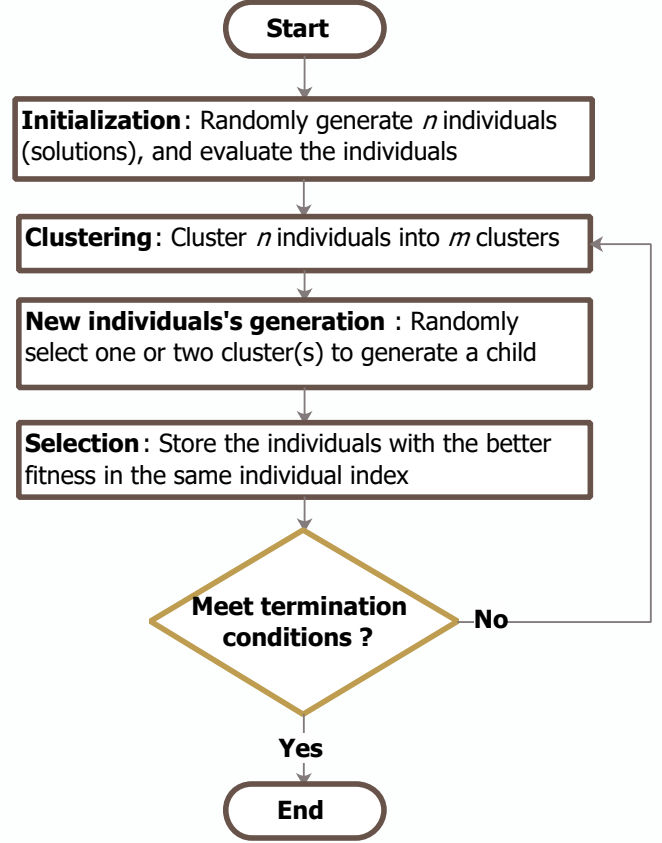 Start
Initialization: Randomly generate n individuals
(solutions), and evaluate the individuals
Clustering: Cluster n individuals into m clusters
New individuals's generation : Randomly
select one or two cluster(s) to generate a child
Selection: Store the individuals with the better
fitness in the same individual index
Meet termination
conditions ?
No
Yes
End